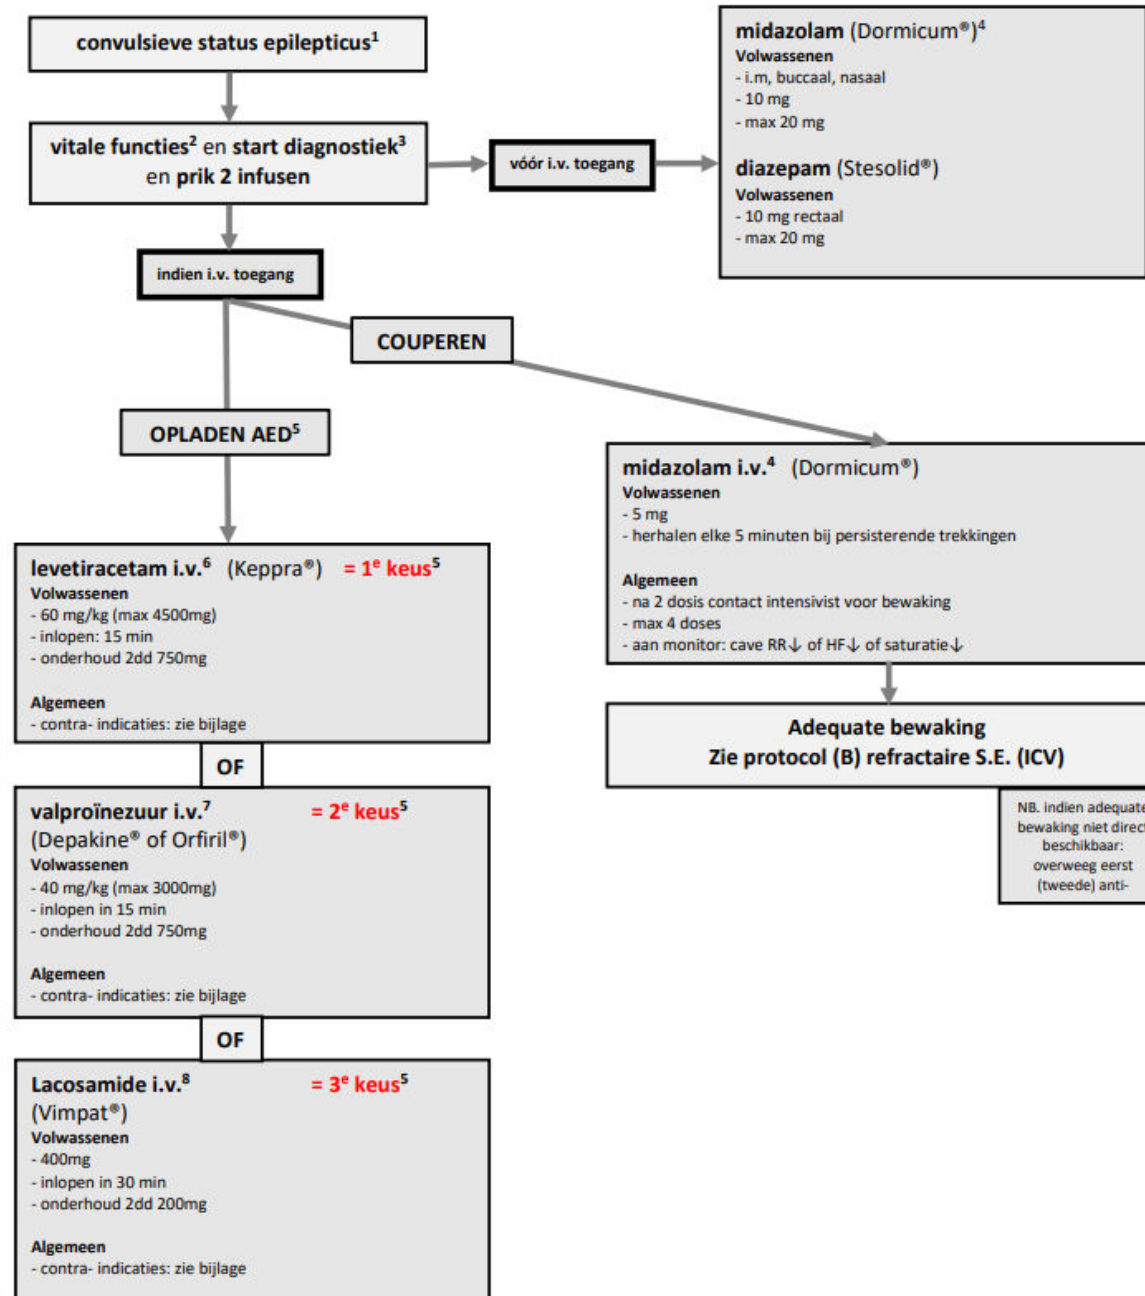 convulsieve status epilepticus¹
vitale functies² en start diagnostiek³
en prik 2 infusen
vóór i.v. toegang
midazolam (Dormicum®)⁴
Volwassenen
- i.m, buccaal, nasaal
- 10 mg
- max 20 mg
diazepam (Stesolid®)
Volwassenen
- 10 mg rectaal
- max 20 mg
indien i.v. toegang
COUPEREN
OPLADEN AED⁵
midazolam i.v.⁴ (Dormicum®)
Volwassenen
- 5 mg
- herhalen elke 5 minuten bij persisterende trekkingen
Algemeen
- na 2 dosis contact intensivist voor bewaking
- max 4 doses
- aan monitor: cave RR↓ of HF↓ of saturatie↓
Adequate bewaking
Zie protocol (B) refractaire S.E. (ICV)
NB. indien adequate
bewaking niet direct
beschikbaar:
overweeg eerst
(tweede) anti-
levetiracetam i.v.⁶ (Keppra®) = 1ᵉ keus⁵
Volwassenen
- 60 mg/kg (max 4500mg)
- inlopen: 15 min
- onderhoud 2dd 750mg
Algemeen
- contra- indicaties: zie bijlage
OF
valproïnezuur i.v.⁷ = 2ᵉ keus⁵
(Depakine® of Orfiril®)
Volwassenen
- 40 mg/kg (max 3000mg)
- inlopen in 15 min
- onderhoud 2dd 750mg
Algemeen
- contra- indicaties: zie bijlage
OF
Lacosamide i.v.⁸ = 3ᵉ keus⁵
(Vimpat®)
Volwassenen
- 400mg
- inlopen in 30 min
- onderhoud 2dd 200mg
Algemeen
- contra- indicaties: zie bijlage